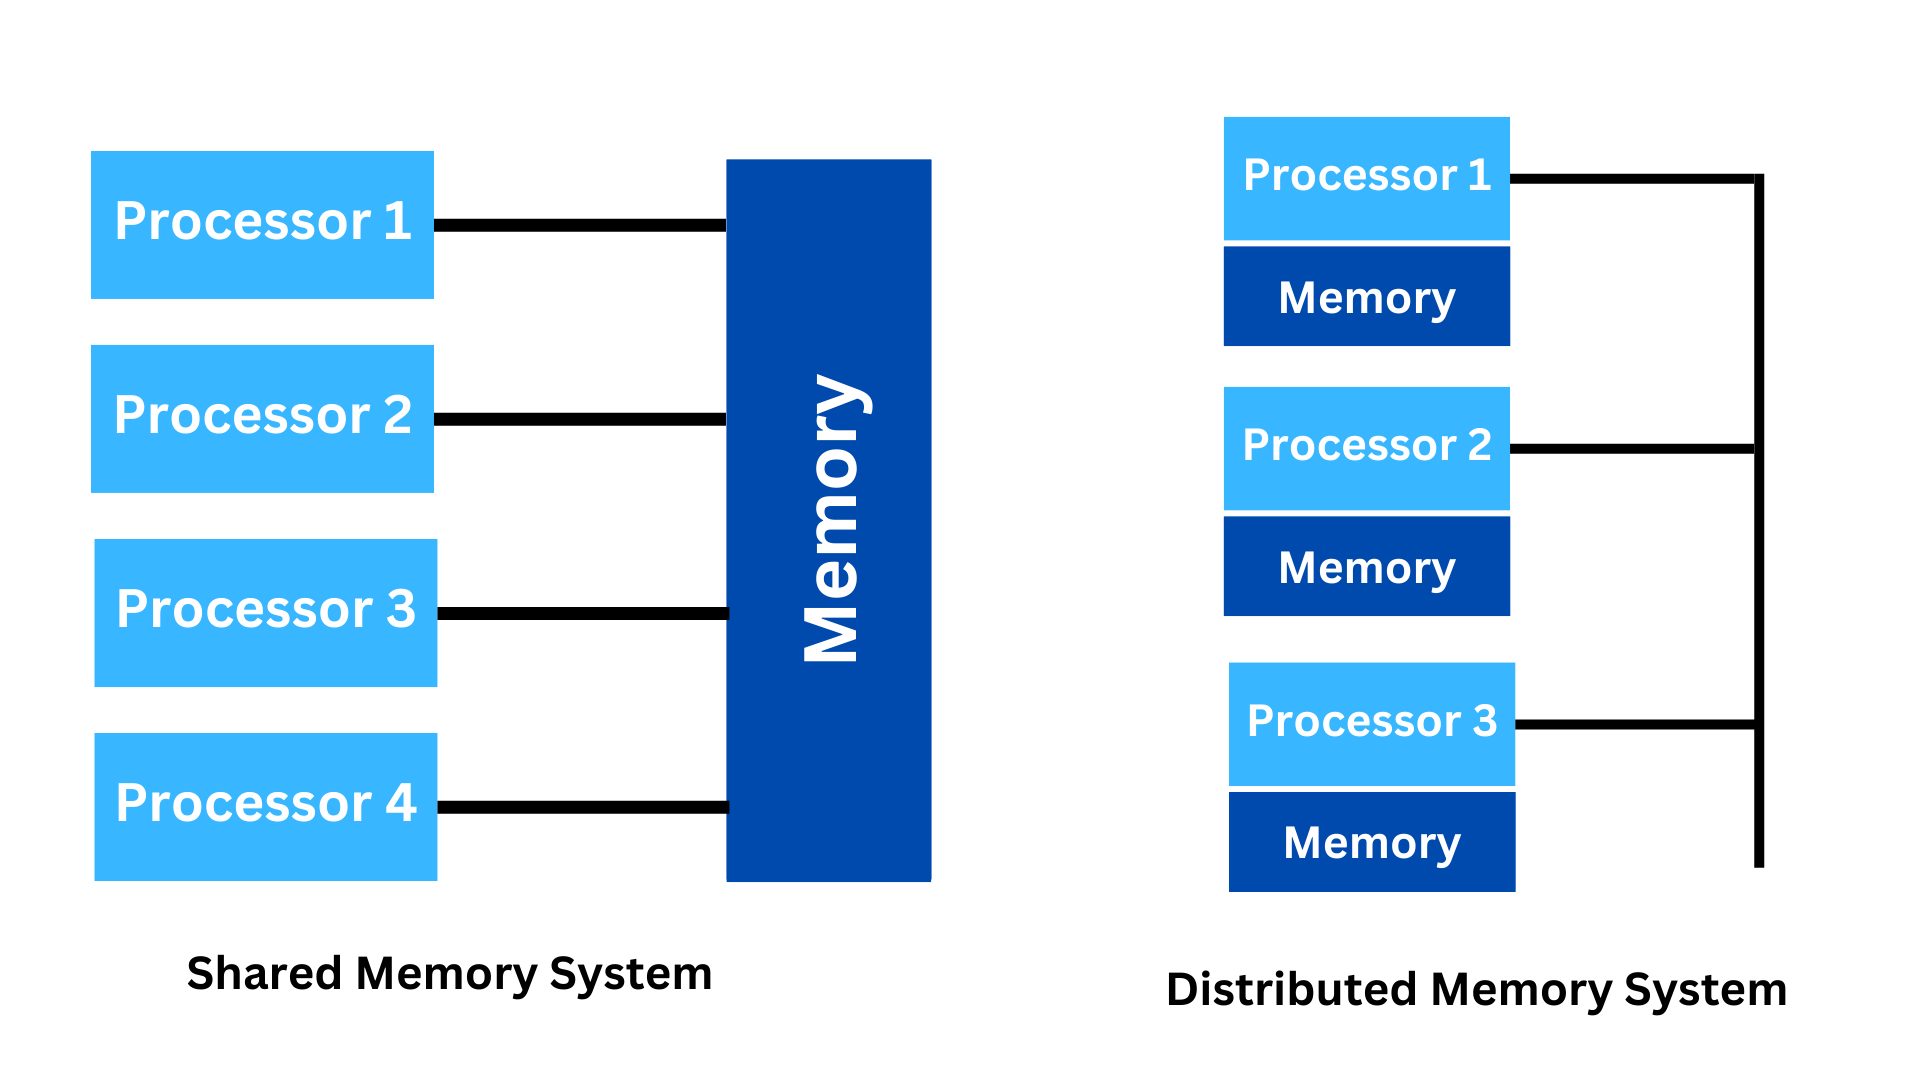 Processor 1
Processor 2
Processor 3
Processor 4
Memory
Shared Memory System
Processor 1
Memory
Processor 2
Memory
Processor 3
Memory
Distributed Memory System